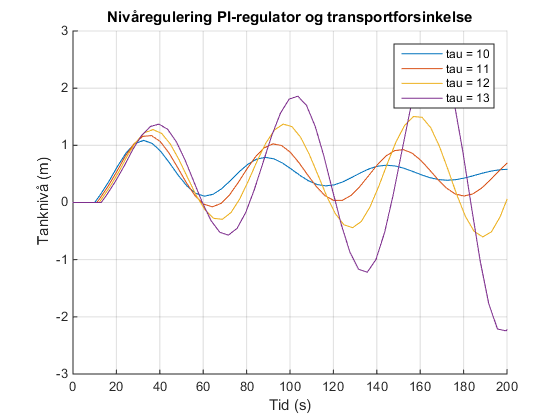 Nivåregulering PI-regulator og transportforsinkelse
3
2
1
0
-1
-2
-3
Tanknivå (m)
tau = 10
tau = 11
tau = 12
tau = 13
0 20 40 60 80 100 120 140 160 180 200
Tid (s)